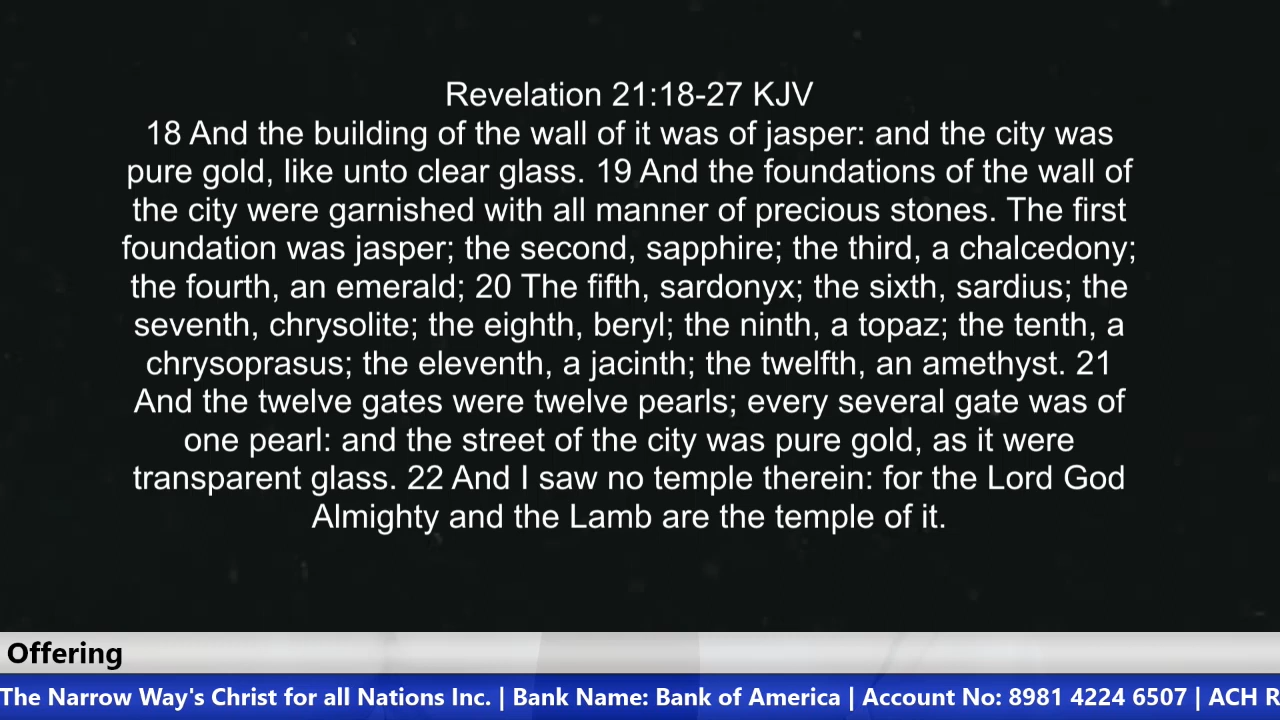 Revelation 21:18-27 KJV
18 And the building of the wall of it was of jasper: and the city was
pure gold, like unto clear glass. 19 And the foundations of the wall of
the city were garnished with all manner of precious stones. The first
foundation was jasper; the second, sapphire; the third, a chalcedony;
the fourth, an emerald; 20 The fifth, sardonyx; the sixth, sardius; the
seventh, chrysolite; the eighth, beryl; the ninth, a topaz; the tenth, a
chrysoprasus; the eleventh, a jacinth; the twelfth, an amethyst. 21
And the twelve gates were twelve pearls; every several gate was of
one pearl: and the street of the city was pure gold, as it were
transparent glass. 22 And I saw no temple therein: for the Lord God
Almighty and the Lamb are the temple of it.
Offering
The Narrow Way's Christ for all Nations Inc. | Bank Name: Bank of America | Account No: 8981 4224 6507 | ACH R